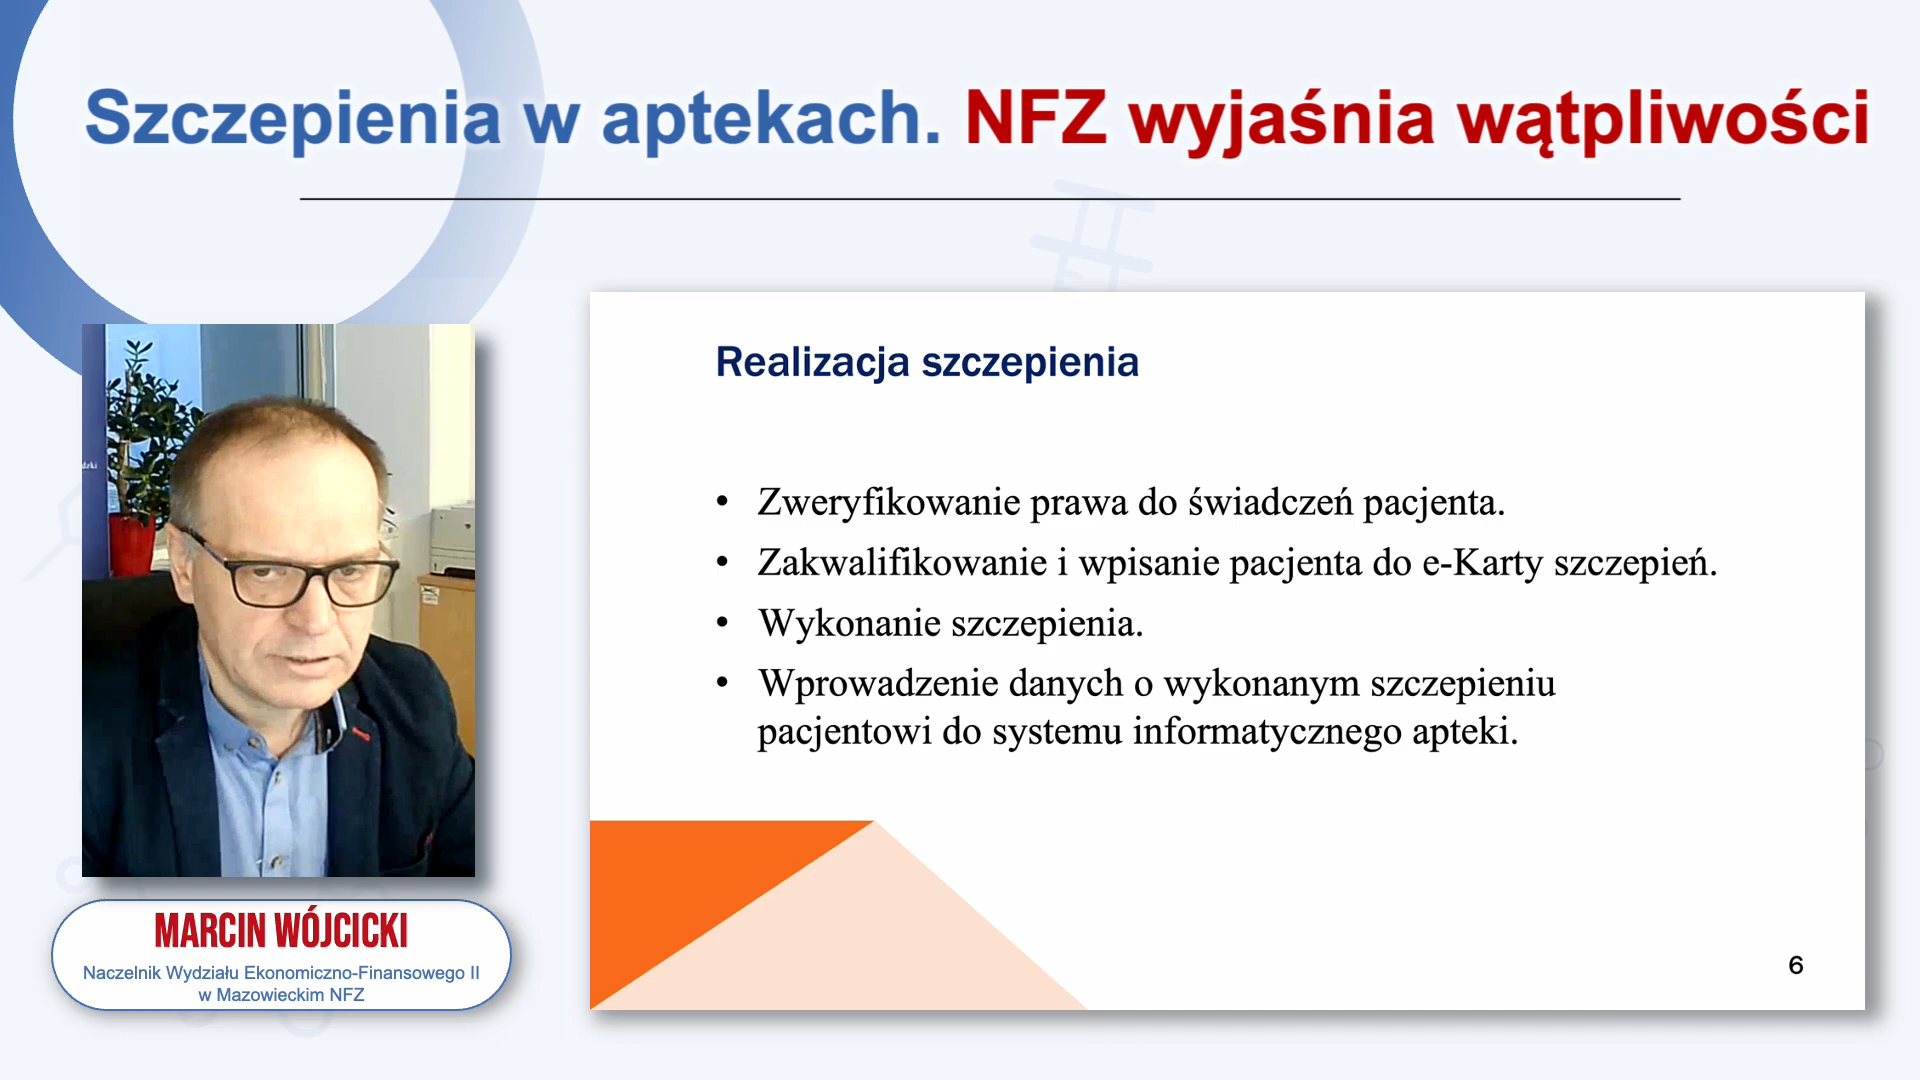 Szczepienia w aptekach. NFZ wyjaśnia wątpliwości
Realizacja szczepienia
• Zweryfikowanie prawa do świadczeń pacjenta.
• Zakwalifikowanie i wpisanie pacjenta do e-Karty szczepień.
• Wykonanie szczepienia.
• Wprowadzenie danych o wykonanym szczepieniu
pacjentowi do systemu informatycznego apteki.
6
MARCIN WÓJCICKI
Naczelnik Wydziału Ekonomiczno-Finansowego II
w Mazowieckim NFZ